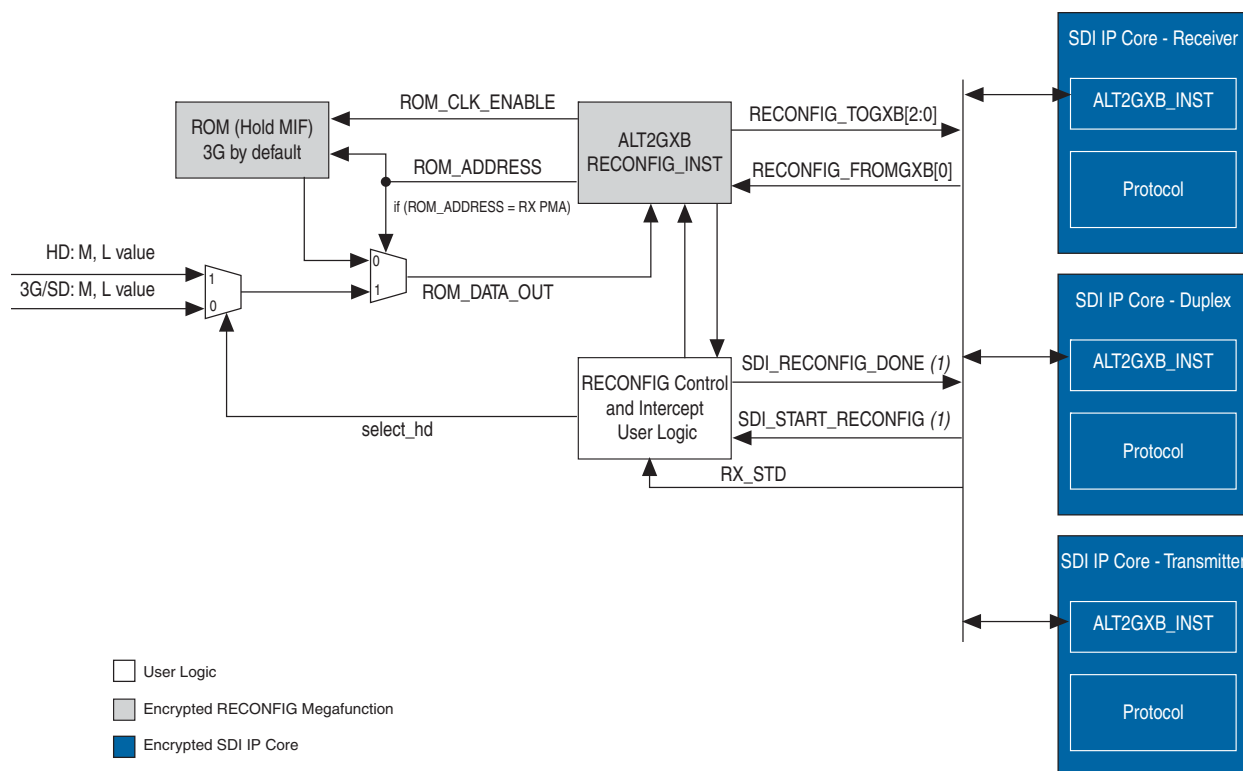 SDI IP Core - Receiver
ALT2GXB_INST
Protocol
ROM (Hold MIF)
3G by default
ROM_CLK_ENABLE
ROM_ADDRESS
if (ROM_ADDRESS = RX PMA)
ALT2GXB
RECONFIG_INST
RECONFIG_TOGXB[2:0]
RECONFIG_FROMGXB[0]
HD: M, L value
3G/SD: M, L value
1
0
0
1
ROM_DATA_OUT
SDI IP Core - Duplex
ALT2GXB_INST
Protocol
RECONFIG Control
and Intercept
User Logic
SDI_RECONFIG_DONE (1)
SDI_START_RECONFIG (1)
RX_STD
select_hd
SDI IP Core - Transmitter
ALT2GXB_INST
Protocol
User Logic
Encrypted RECONFIG Megafunction
Encrypted SDI IP Core